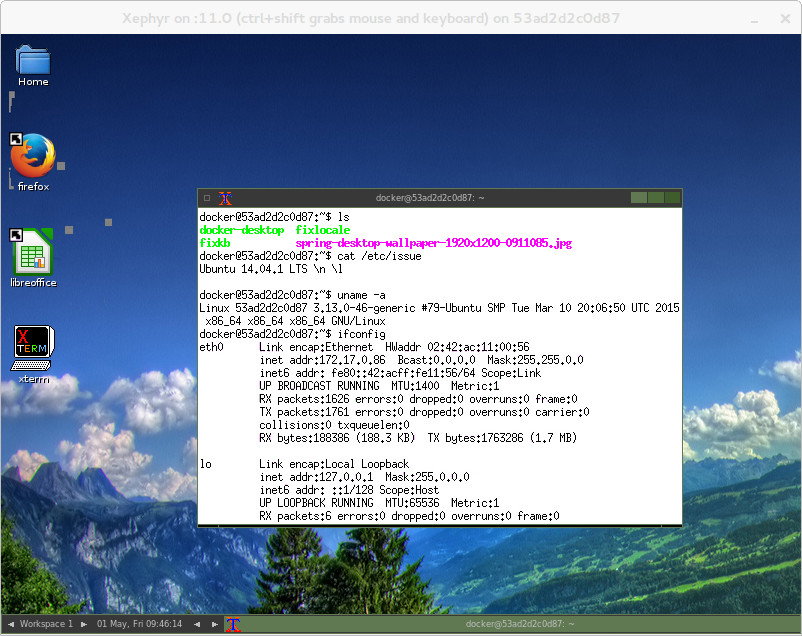 Xephyr on :11.0 (ctrl+shift grabs mouse and keyboard) on 53ad2d2c0d87
Home
firefox
libreoffice
X TERM
xterm
docker@53ad2d2c0d87: ~
docker@53ad2d2c0d87:~$ ls
docker-desktop fixlocale
fixkh spring-desktop-wallpaper-1920x1200-0911085.jpg
docker@53ad2d2c0d87:~$ cat /etc/issue
Ubuntu 14.04.1 LTS \n \l
docker@53ad2d2c0d87:~$ uname -a
Linux 53ad2d2c0d87 3.13.0-46-generic #79-Ubuntu SMP Tue Mar 10 20:06:50 UTC 2015
x86_64 x86_64 x86_64 GNU/Linux
docker@53ad2d2c0d87:~$ ifconfig
eth0 Link encap:Ethernet HWaddr 02:42:ac:11:00:56
inet addr:172.17.0.86 Bcast:0.0.0.0 Mask:255.255.0.0
inet6 addr: fe80::42:acff:fe11:56/64 Scope:Link
UP BROADCAST RUNNING MTU:1400 Metric:1
RX packets:1626 errors:0 dropped:0 overruns:0 frame:0
TX packets:1761 errors:0 dropped:0 overruns:0 carrier:0
collisions:0 txqueuelen:0
RX bytes:188386 (188.3 KB) TX bytes:1763286 (1.7 MB)
lo Link encap:Local Loopback
inet addr:127.0.0.1 Mask:255.0.0.0
inet6 addr: ::1/128 Scope:Host
UP LOOPBACK RUNNING MTU:65536 Metric:1
RX packets:6 errors:0 dropped:0 overruns:0 frame:0
Workspace 1 01 May, Fri 09:46:14 docker@53ad2d2c0d87: ~